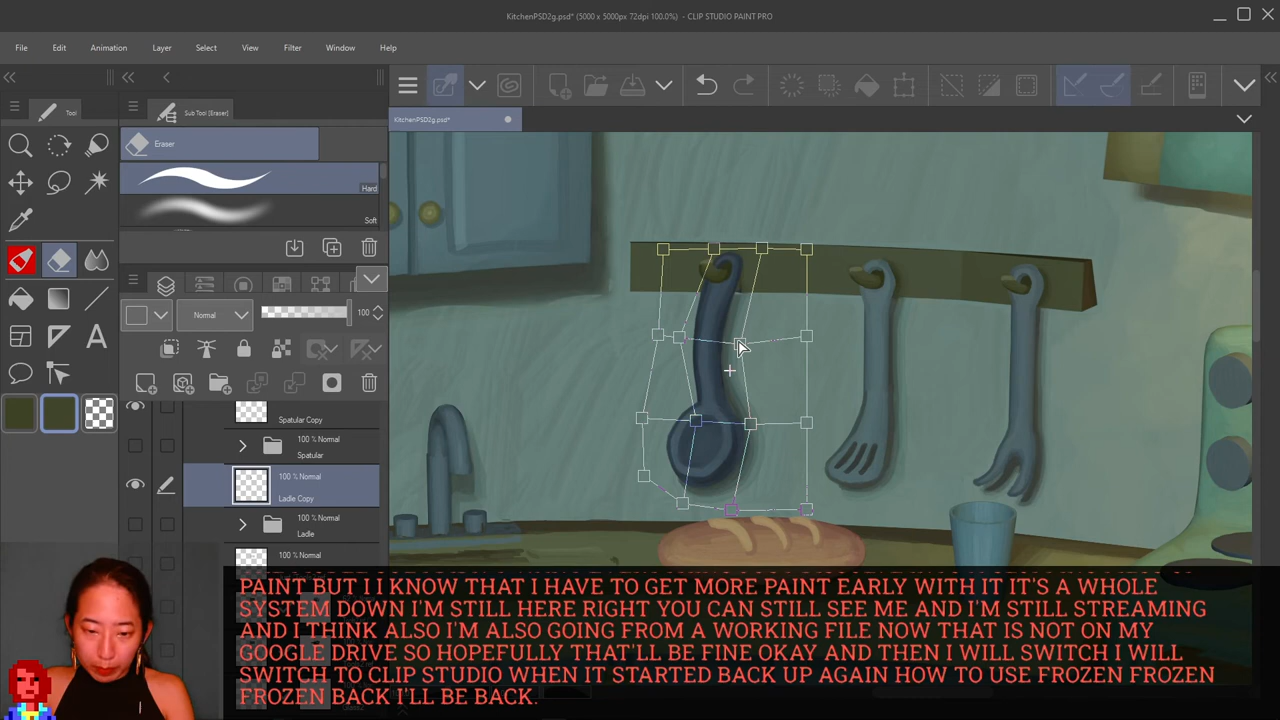 KitchenPSD2g.psd* (5000 x 5000px 72dpi 100.0%) - CLIP STUDIO PAINT PRO
File Edit Animation Layer Select View Filter Window Help
Tool
Sub Tool [Eraser]
KitchenPSD2g.psd*
Eraser
Hard
Soft
Normal
100
Spatular Copy
100 % Normal
Spatular
100 % Normal
Ladle Copy
100 % Normal
Ladle
100 %
PAINT BUT I I KNOW THAT I HAVE TO GET MORE PAINT EARLY WITH IT IT'S A WHOLE
SYSTEM DOWN I'M STILL HERE RIGHT YOU CAN STILL SEE ME AND I'M STILL STREAMING
AND I THINK ALSO I'M ALSO GOING FROM A WORKING FILE NOW THAT IS NOT ON MY
GOOGLE DRIVE SO HOPEFULLY THAT'LL BE FINE OKAY AND THEN I WILL SWITCH I WILL
SWITCH TO CLIP STUDIO WHEN IT STARTED BACK UP AGAIN HOW TO USE FROZEN FROZEN
FROZEN BACK I'LL BE BACK.